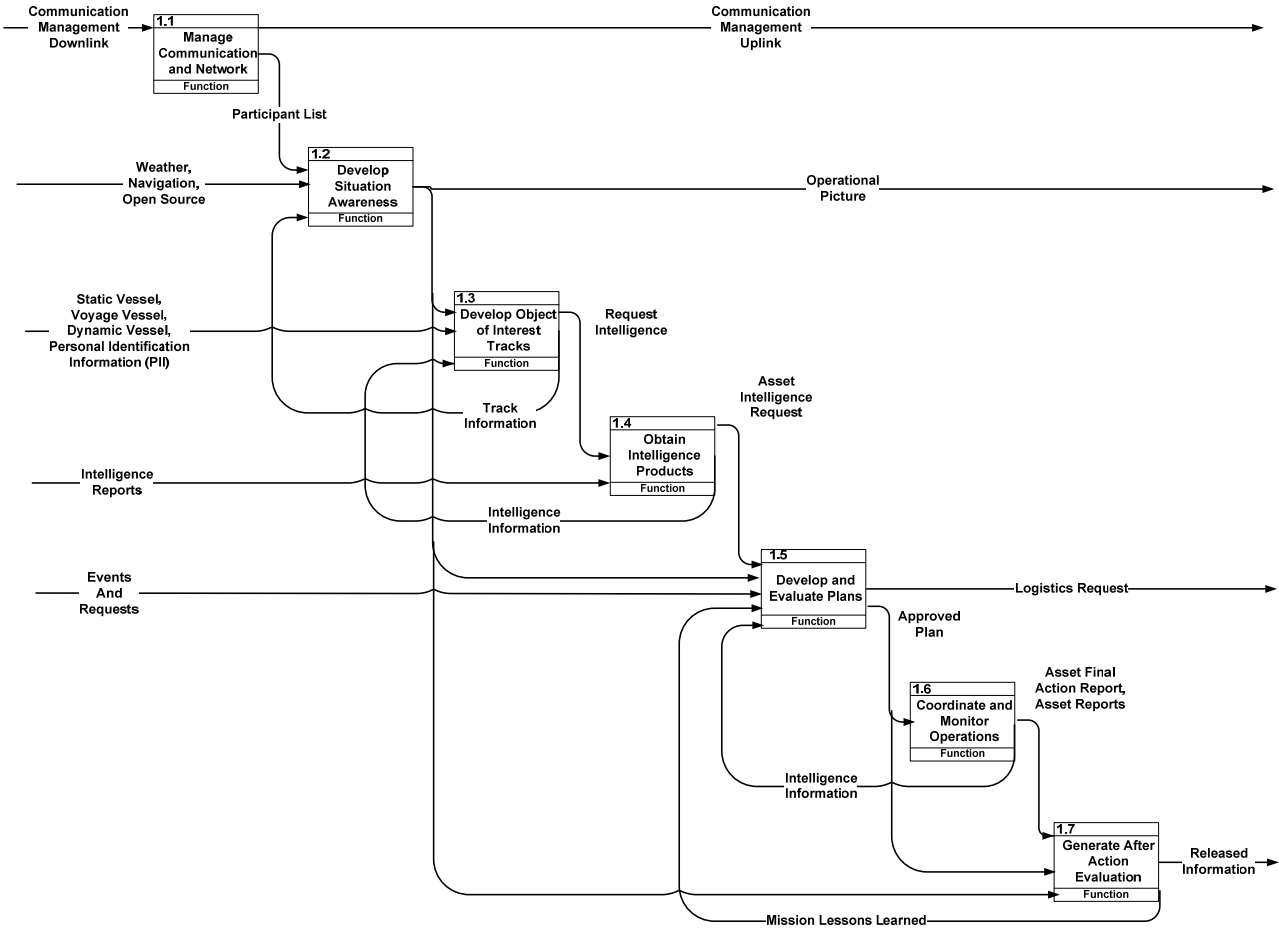 Communication
Management
Downlink
1.1
Manage
Communication
and Network
Function
Communication
Management
Uplink
Participant List
Weather,
Navigation,
Open Source
1.2
Develop
Situation
Awareness
Function
Operational
Picture
Static Vessel,
Voyage Vessel,
Dynamic Vessel,
Personal Identification
Information (PII)
1.3
Develop Object
of Interest
Tracks
Function
Request
Intelligence
Track
Information
Asset
Intelligence
Request
1.4
Obtain
Intelligence
Products
Function
Intelligence
Reports
Intelligence
Information
Events
And
Requests
1.5
Develop and
Evaluate Plans
Function
Logistics Request
Approved
Plan
1.6
Coordinate and
Monitor
Operations
Function
Asset Final
Action Report,
Asset Reports
Intelligence
Information
1.7
Generate After
Action
Evaluation
Function
Released
Information
Mission Lessons Learned